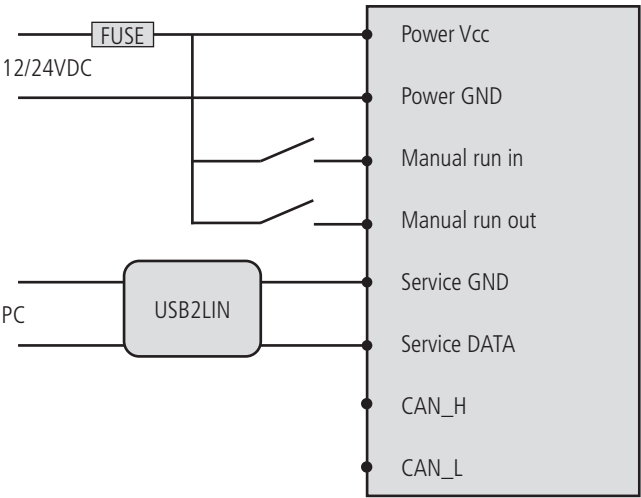 FUSE
Power Vcc
12/24VDC
Power GND
Manual run in
Manual run out
Service GND
PC
USB2LIN
Service DATA
CAN_H
CAN_L